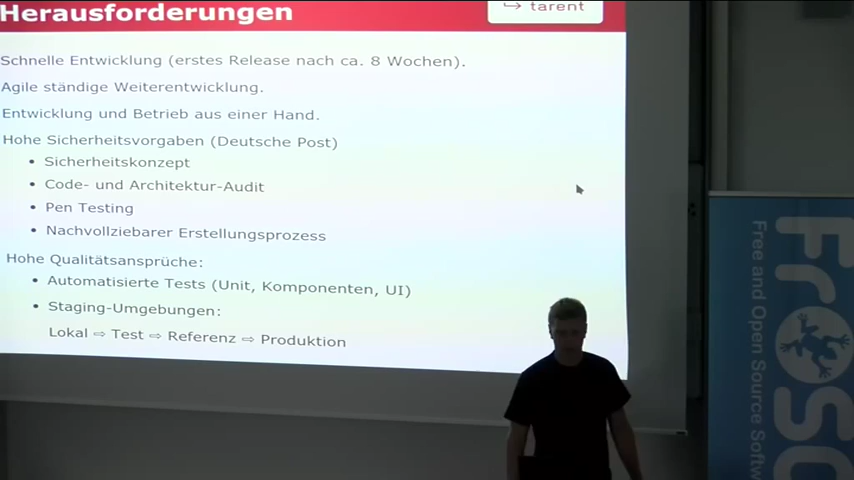 Herausforderungen
tarent
Schnelle Entwicklung (erstes Release nach ca. 8 Wochen).
Agile ständige Weiterentwicklung.
Entwicklung und Betrieb aus einer Hand.
Hohe Sicherheitsvorgaben (Deutsche Post)
• Sicherheitskonzept
• Code- und Architektur-Audit
• Pen Testing
• Nachvollziebarer Erstellungsprozess
Hohe Qualitätsansprüche:
• Automatisierte Tests (Unit, Komponenten, UI)
• Staging-Umgebungen:
Lokal ⇨ Test ⇨ Referenz ⇨ Produktion
Free and Open Source Softw
FrOSC